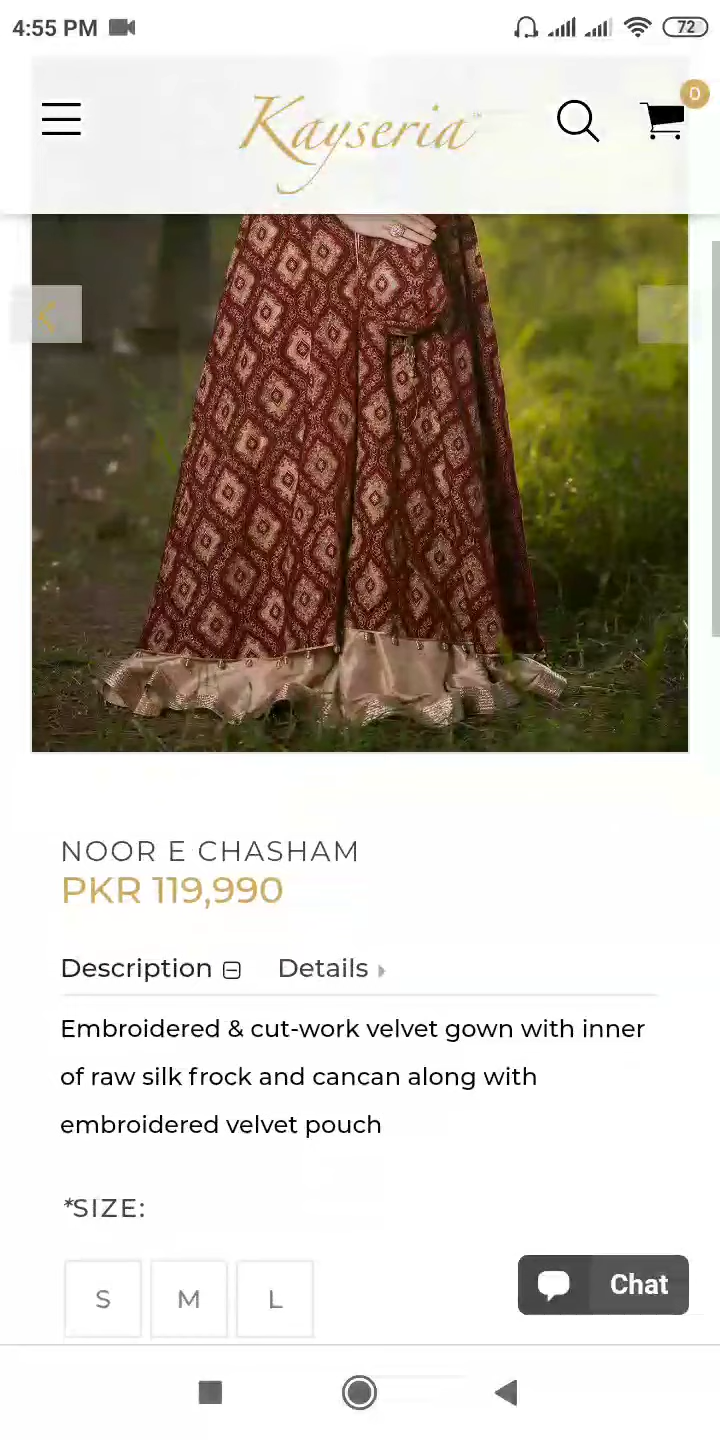 4:55 PM
72
0
Kayseria™
NOOR E CHASHAM
PKR 119,990
Description Details
Embroidered & cut-work velvet gown with inner
of raw silk frock and cancan along with
embroidered velvet pouch
*SIZE:
S M L
Chat